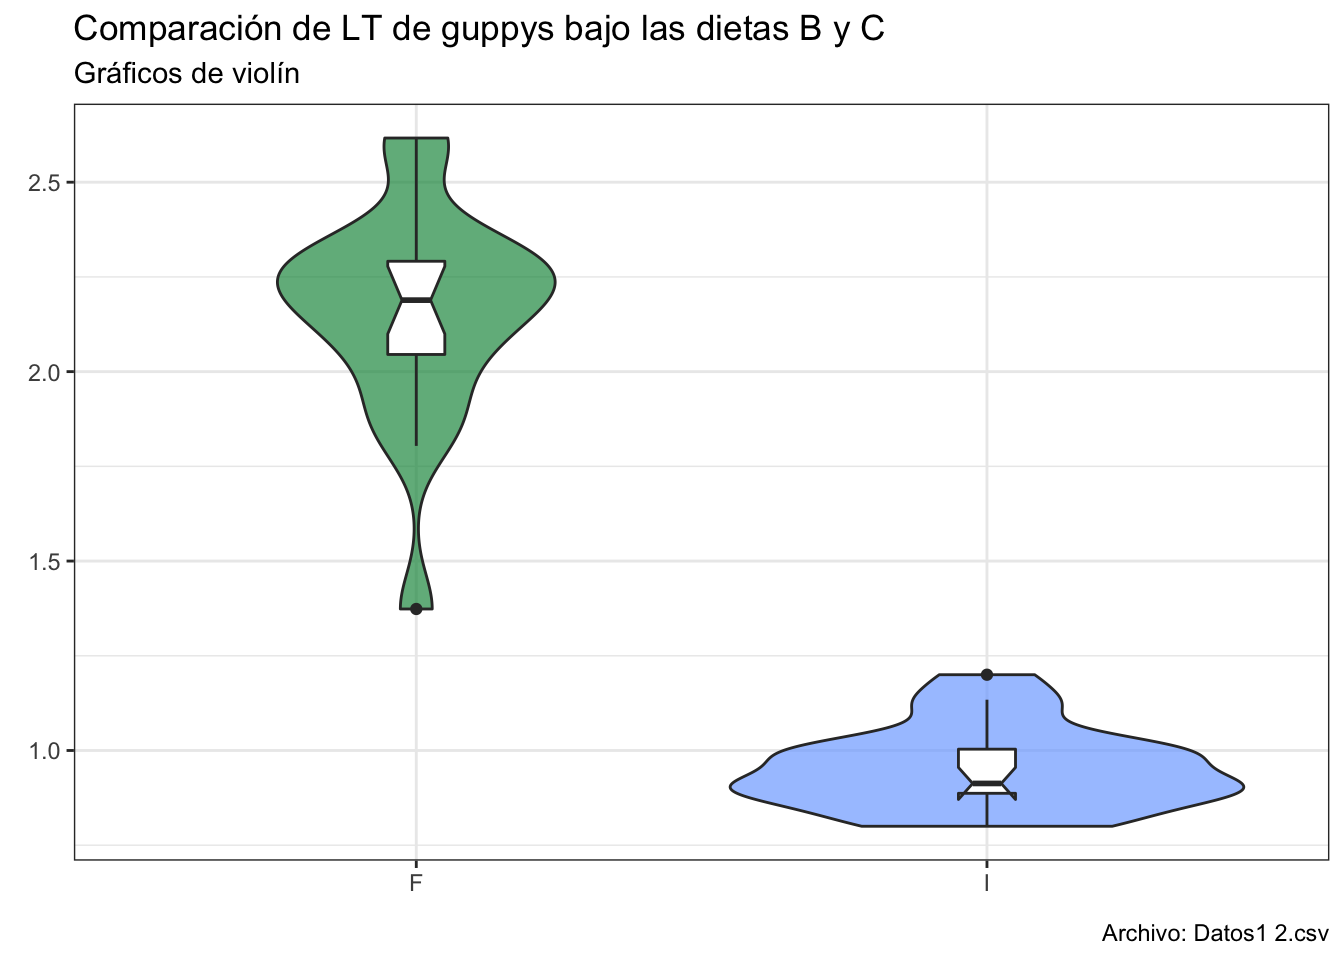 Comparación de LT de guppys bajo las dietas B y C
Gráficos de violín
2.5
2.0
1.5
1.0
F
I
Archivo: Datos1 2.csv